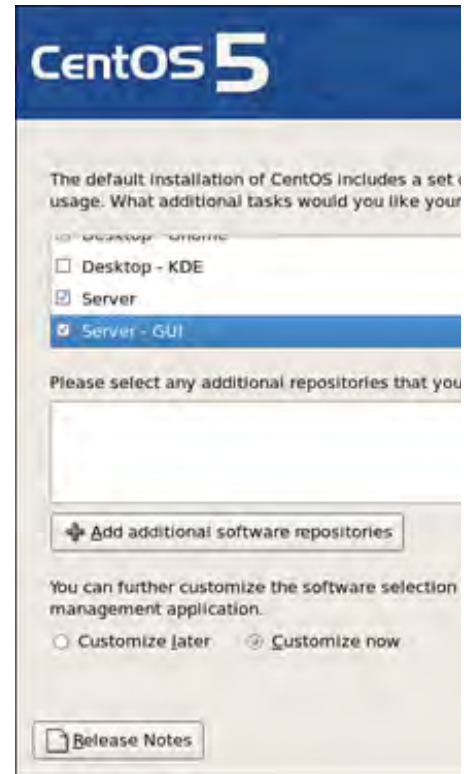 CentOS 5
The default installation of CentOS includes a set
usage. What additional tasks would you like your
Desktop - Gnome
Desktop - KDE
Server
Server - GUI
Please select any additional repositories that you
Add additional software repositories
You can further customize the software selection
management application.
Customize later Customize now
Release Notes